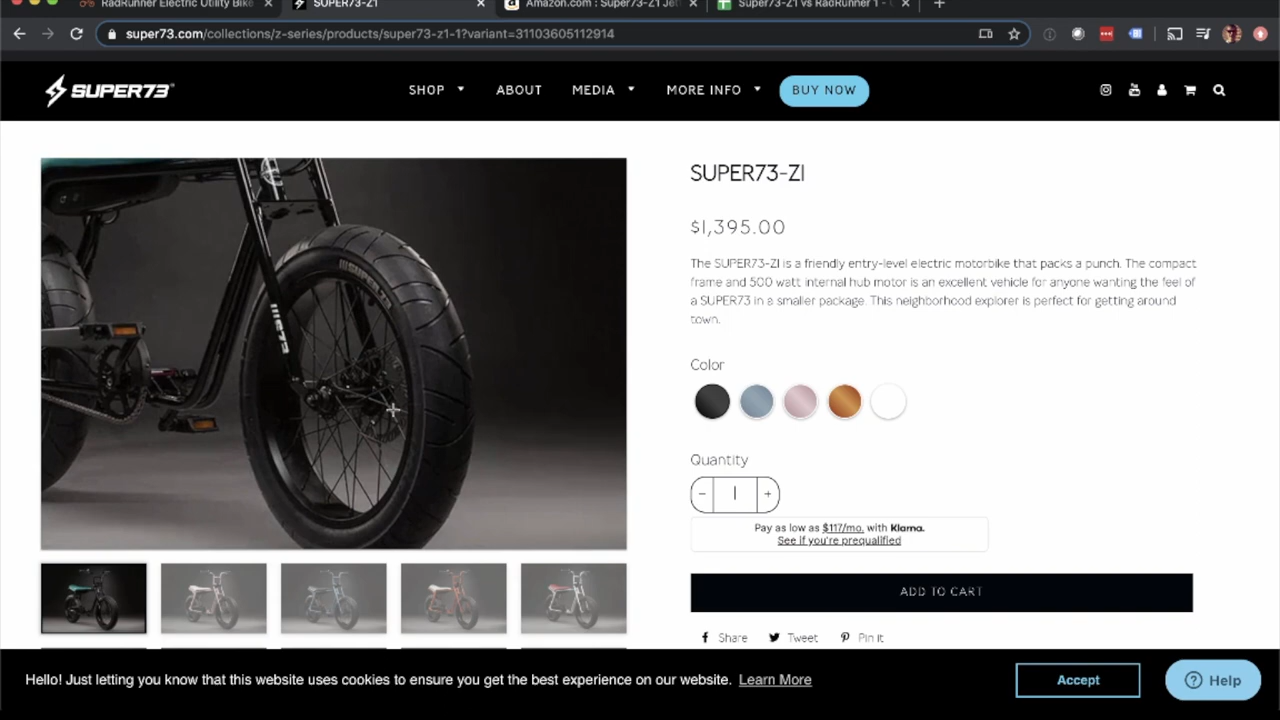 RadRunner Electric Utility Bike
SUPER73-Z1
Amazon.com : Super73-Z1 Jet
Super73-Z1 vs RadRunner 1 -
super73.com/collections/z-series/products/super73-z1-1?variant=31103605112914
SUPER73
SHOP
ABOUT
MEDIA
MORE INFO
BUY NOW
SUPER73-Z1
$1,395.00
The SUPER73-Z1 is a friendly entry-level electric motorbike that packs a punch. The compact
frame and 500 watt internal hub motor is an excellent vehicle for anyone wanting the feel of
a SUPER73 in a smaller package. This neighborhood explorer is perfect for getting around
town.
Color
Quantity
- 1 +
Pay as low as $117/mo. with Klarna.
See if you're prequalified
ADD TO CART
Share
Tweet
Pin it
Hello! Just letting you know that this website uses cookies to ensure you get the best experience on our website. Learn More
Accept
Help